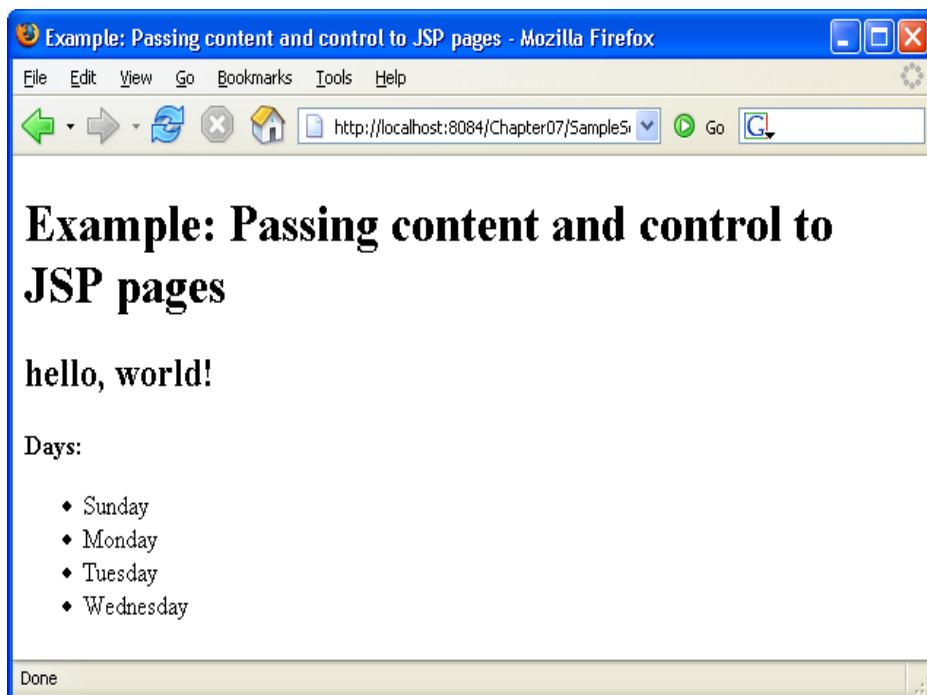 Example: Passing content and control to JSP pages - Mozilla Firefox
File Edit View Go Bookmarks Tools Help
http://localhost:8084/Chapter07/SampleS Go G
Example: Passing content and control to
JSP pages
hello, world!
Days:
Sunday
Monday
Tuesday
Wednesday
Done